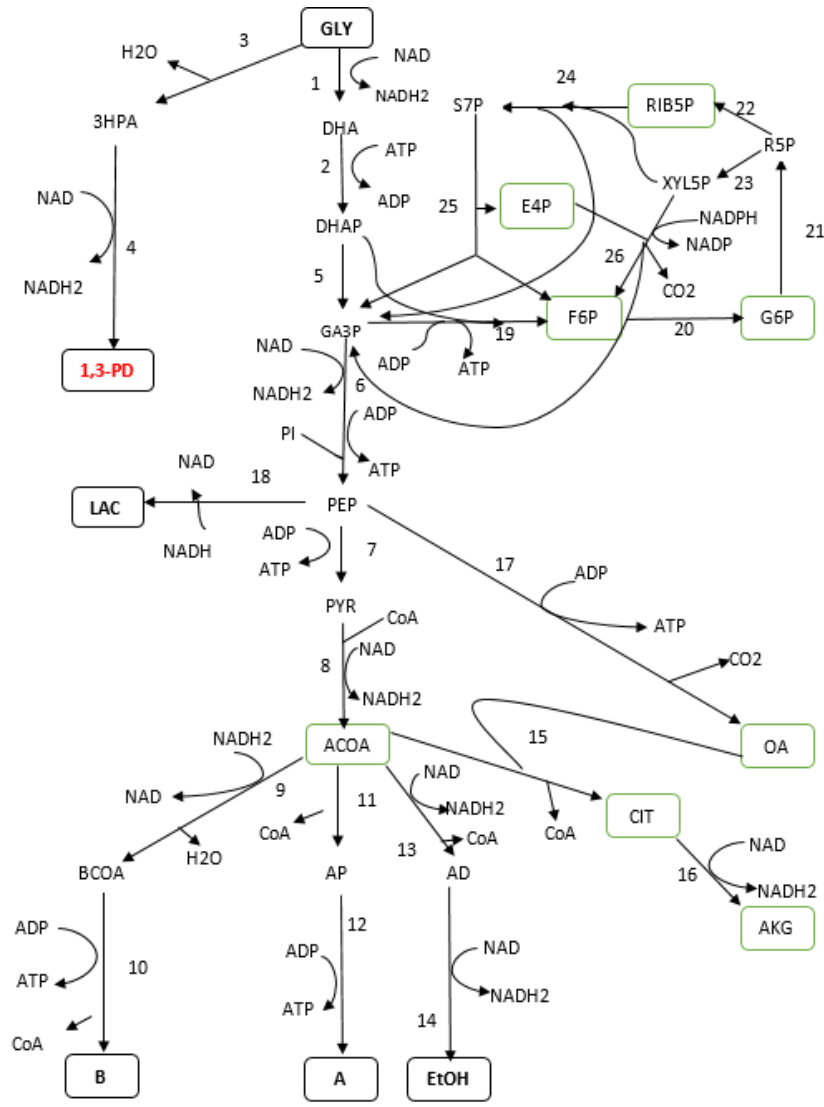 GLY
3
H2O
NAD
1
NADH2
24
S7P
RIB5P
22
3HPA
DHA
R5P
ATP
2
XYL5P
23
NAD
ADP
25
E4P
NADPH
DHAP
21
4
NADP
26
5
NADH2
CO2
F6P
G6P
GA3P
19
20
NAD
ADP
ATP
1,3-PD
6
NADH2
ADP
PI
NAD
ATP
18
LAC
PEP
ADP
NADH
7
17
ATP
ADP
PYR
CoA
ATP
NAD
8
CO2
NADH2
NADH2
ACOA
15
OA
NAD
9
11
NAD
NADH2
CIT
CoA
CoA
CoA
13
H2O
NAD
BCOA
AP
AD
16
NADH2
ADP
12
AKG
ADP
NAD
10
ATP
NADH2
ATP
14
CoA
B
A
EtOH